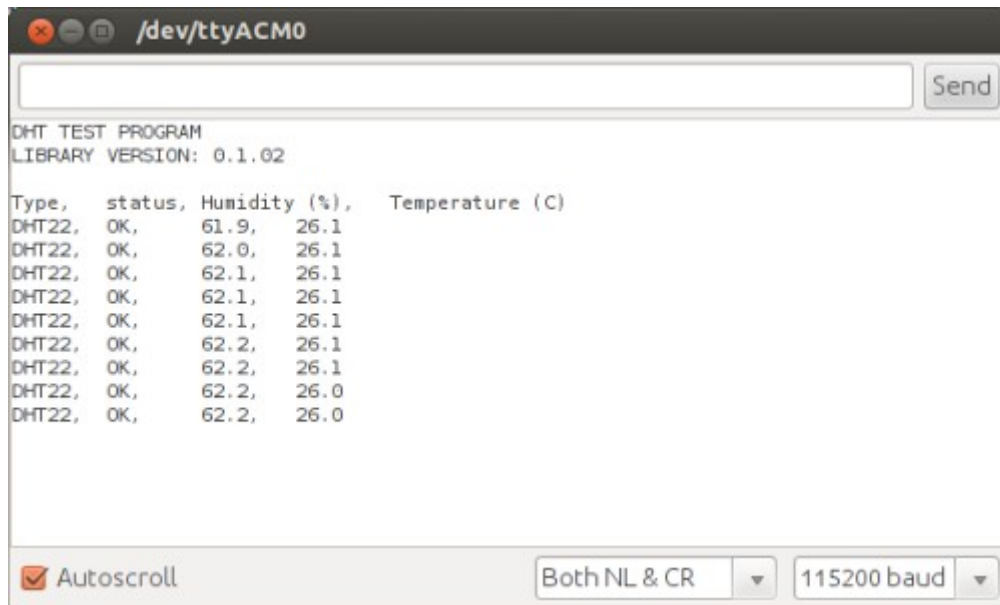 /dev/ttyACM0
Send
DHT TEST PROGRAM
LIBRARY VERSION: 0.1.02
Type, status, Humidity (%), Temperature (C)
DHT22, OK, 61.9, 26.1
DHT22, OK, 62.0, 26.1
DHT22, OK, 62.1, 26.1
DHT22, OK, 62.1, 26.1
DHT22, OK, 62.1, 26.1
DHT22, OK, 62.2, 26.1
DHT22, OK, 62.2, 26.1
DHT22, OK, 62.2, 26.0
DHT22, OK, 62.2, 26.0
Autoscroll Both NL & CR 115200 baud